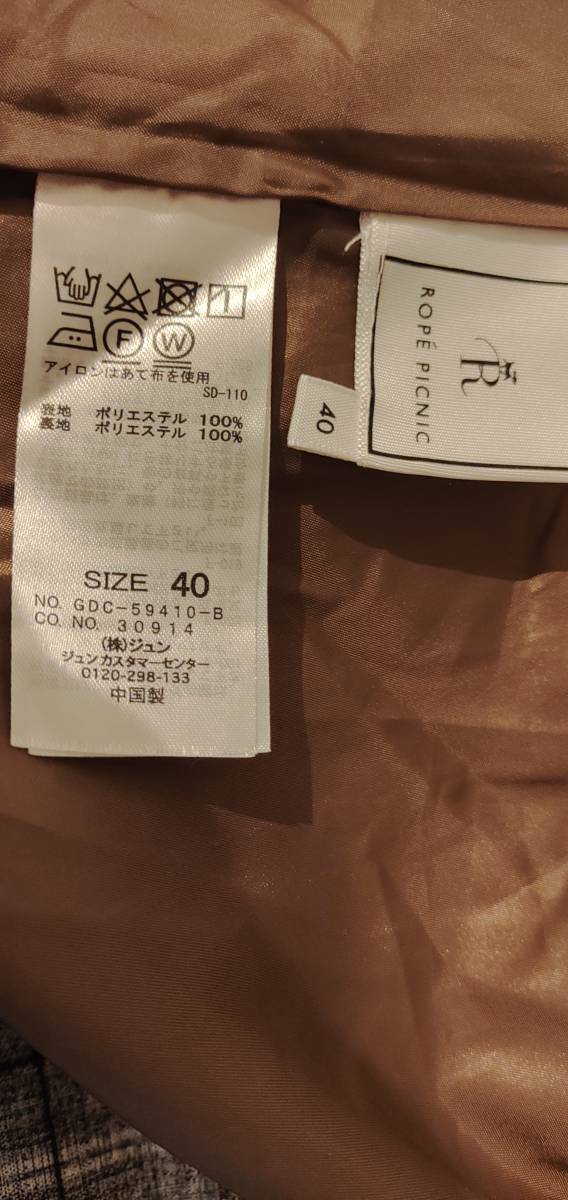 アイロンはあて布を使用
SD-110
表地 ポリエステル 100%
裏地 ポリエステル 100%
SIZE 40
NO. GDC-59410-B
CO. NO. 30914
(株)ジュン
ジュンカスタマーセンター
0120-298-133
中国製
40
R
ROPÉ PICNIC